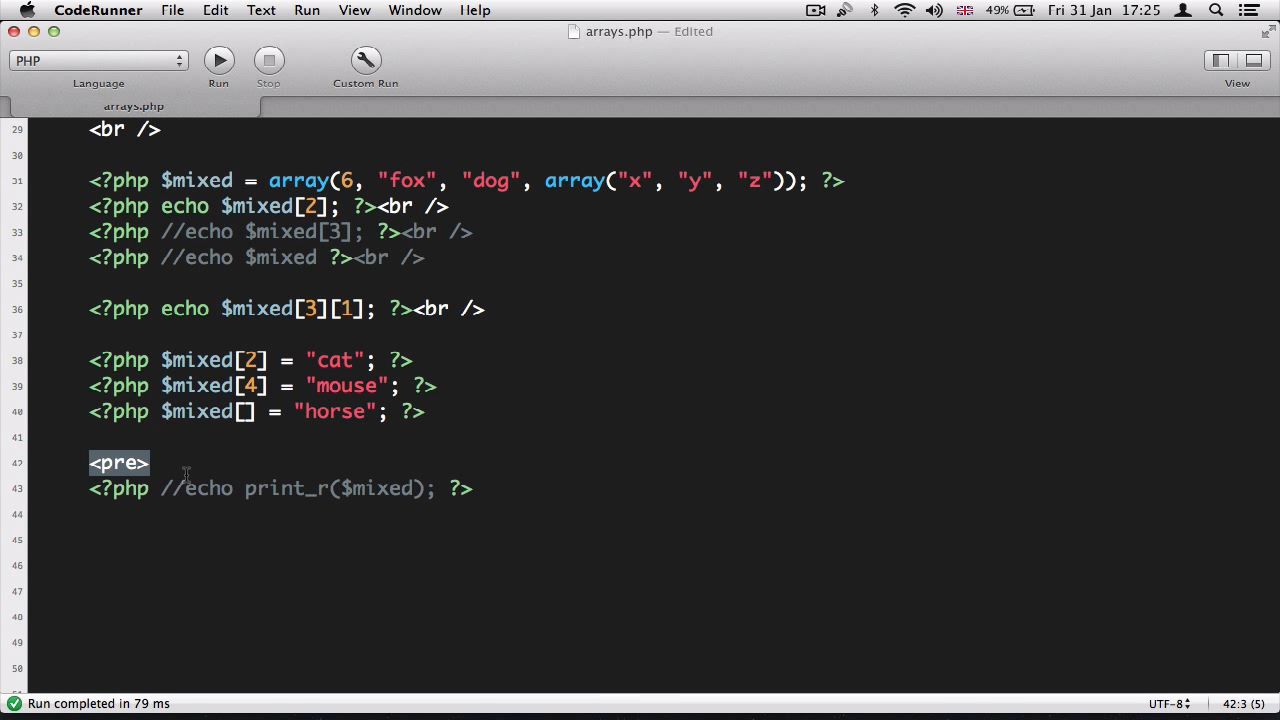 CodeRunner File Edit Text Run View Window Help 49% Fri 31 Jan 17:25
arrays.php — Edited
PHP
Language Run Stop Custom Run View
arrays.php
29 <br />
30
31 <?php $mixed = array(6, "fox", "dog", array("x", "y", "z")); ?>
32 <?php echo $mixed[2]; ?><br />
33 <?php //echo $mixed[3]; ?><br />
34 <?php //echo $mixed ?><br />
35
36 <?php echo $mixed[3][1]; ?><br />
37
38 <?php $mixed[2] = "cat"; ?>
39 <?php $mixed[4] = "mouse"; ?>
40 <?php $mixed[] = "horse"; ?>
41
42 <pre>
43 <?php //echo print_r($mixed); ?>
44
45
46
47
48
49
50
Run completed in 79 ms UTF-8 42:3 (5)